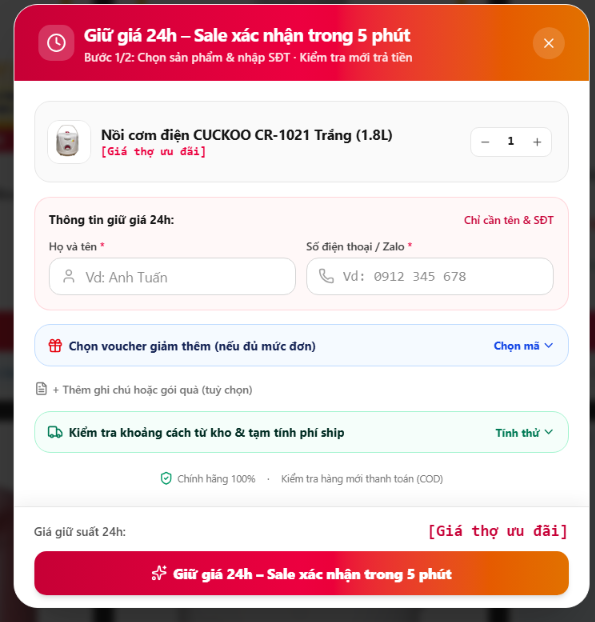 Giữ giá 24h – Sale xác nhận trong 5 phút
Bước 1/2: Chọn sản phẩm & nhập SĐT · Kiểm tra mới trả tiền
Nồi cơm điện CUCKOO CR-1021 Trắng (1.8L)
[Giá thợ ưu đãi]
− 1 +
Thông tin giữ giá 24h:
Chỉ cần tên & SĐT
Họ và tên *
Số điện thoại / Zalo *
Vd: Anh Tuấn
Vd: 0912 345 678
Chọn voucher giảm thêm (nếu đủ mức đơn)
Chọn mã
+ Thêm ghi chú hoặc gói quà (tuỳ chọn)
Kiểm tra khoảng cách từ kho & tạm tính phí ship
Tính thử
Chính hãng 100% · Kiểm tra hàng mới thanh toán (COD)
Giá giữ suất 24h:
[Giá thợ ưu đãi]
Giữ giá 24h – Sale xác nhận trong 5 phút